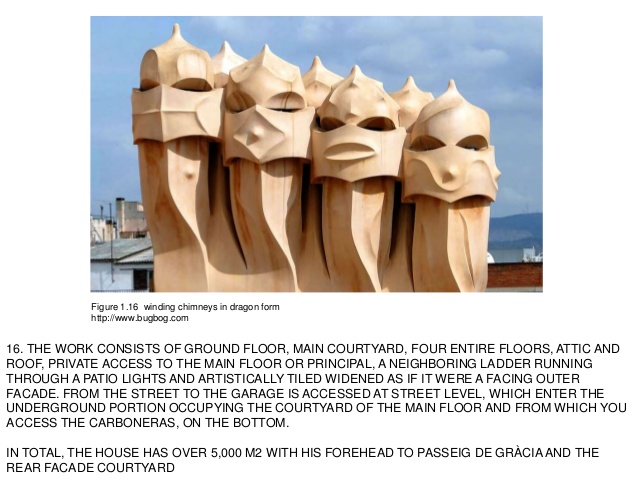 Figure 1.16 winding chimneys in dragon form
http://www.bugbog.com
16. THE WORK CONSISTS OF GROUND FLOOR, MAIN COURTYARD, FOUR ENTIRE FLOORS, ATTIC AND
ROOF, PRIVATE ACCESS TO THE MAIN FLOOR OR PRINCIPAL, A NEIGHBORING LADDER RUNNING
THROUGH A PATIO LIGHTS AND ARTISTICALLY TILED WIDENED AS IF IT WERE A FACING OUTER
FACADE. FROM THE STREET TO THE GARAGE IS ACCESSED AT STREET LEVEL, WHICH ENTER THE
UNDERGROUND PORTION OCCUPYING THE COURTYARD OF THE MAIN FLOOR AND FROM WHICH YOU
ACCESS THE CARBONERAS, ON THE BOTTOM.
IN TOTAL, THE HOUSE HAS OVER 5,000 M2 WITH HIS FOREHEAD TO PASSEIG DE GRÀCIA AND THE
REAR FACADE COURTYARD